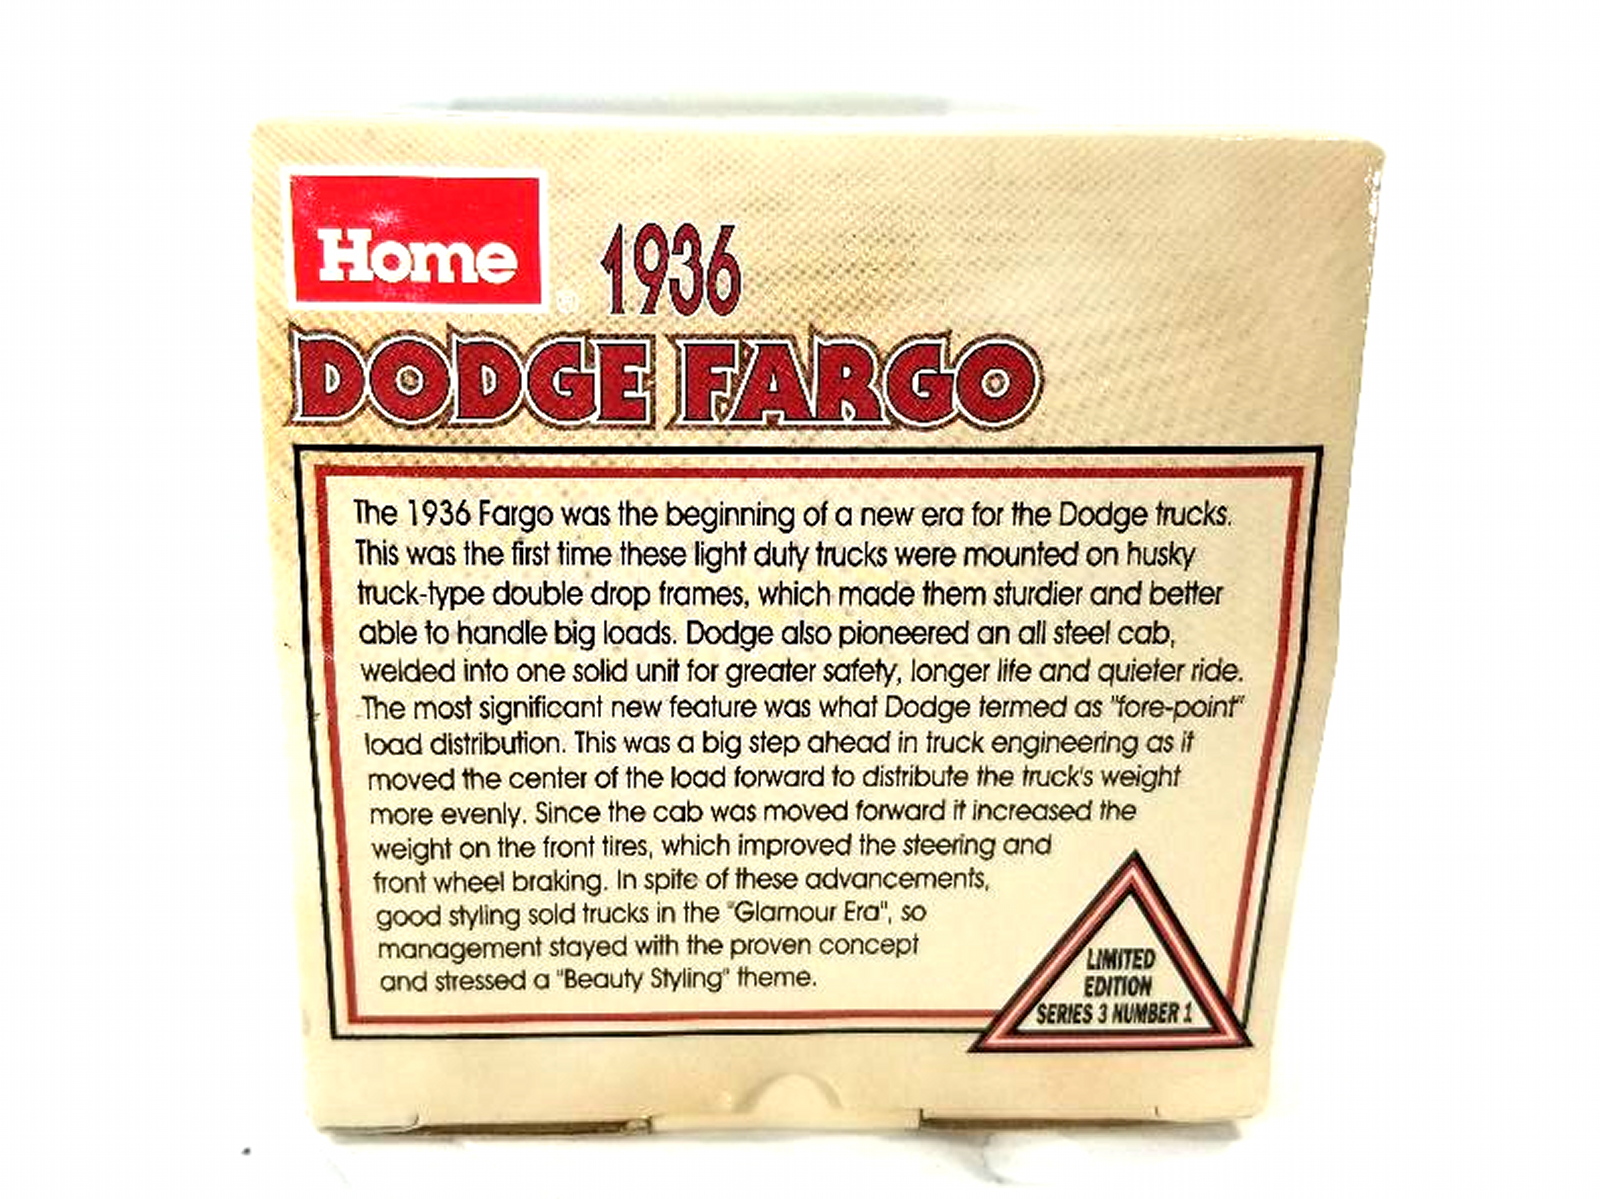 Home
®
1936
DODGE FARGO
The 1936 Fargo was the beginning of a new era for the Dodge trucks.
This was the first time these light duty trucks were mounted on husky
truck-type double drop frames, which made them sturdier and better
able to handle big loads. Dodge also pioneered an all steel cab,
welded into one solid unit for greater safety, longer life and quieter ride.
The most significant new feature was what Dodge termed as "fore-point"
load distribution. This was a big step ahead in truck engineering as it
moved the center of the load forward to distribute the truck's weight
more evenly. Since the cab was moved forward it increased the
weight on the front tires, which improved the steering and
front wheel braking. In spite of these advancements,
good styling sold trucks in the "Glamour Era", so
management stayed with the proven concept
and stressed a "Beauty Styling" theme.
LIMITED
EDITION
SERIES 3 NUMBER 1